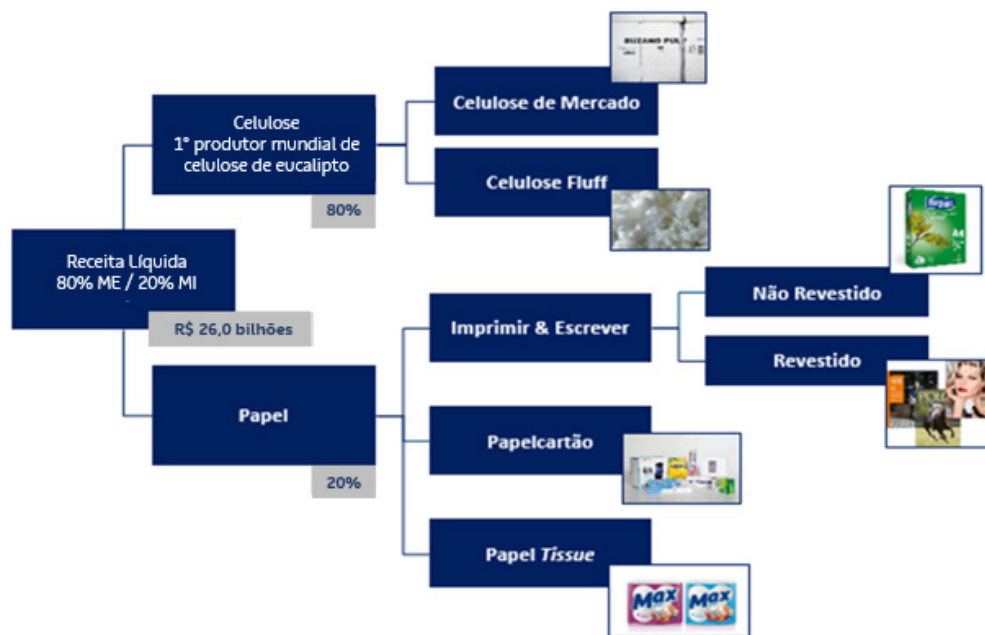 Celulose
1° produtor mundial de
celulose de eucalipto
80%
Celulose de Mercado
Celulose Fluff
Receita Líquida
80% ME / 20% MI
R$ 26,0 bilhões
Papel
20%
Imprimir & Escrever
Não Revestido
Revestido
Papelcartão
Papel Tissue
A4
Max
Max